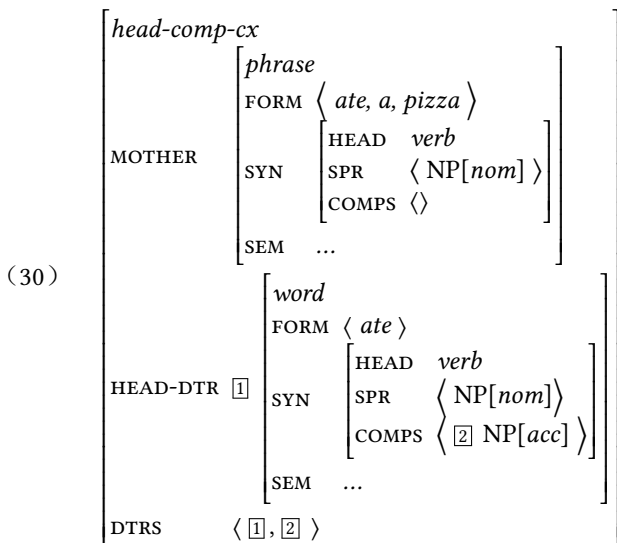 head-comp-cx
phrase
FORM ⟨ ate, a, pizza ⟩
HEAD verb
MOTHER SYN SPR ⟨ NP[nom] ⟩
COMPS ⟨⟩
SEM ...
(30)
word
FORM ⟨ ate ⟩
HEAD verb
HEAD-DTR 1 SYN SPR ⟨ NP[nom]⟩
COMPS ⟨ 2 NP[acc] ⟩
SEM ...
DTRS ⟨ 1, 2 ⟩